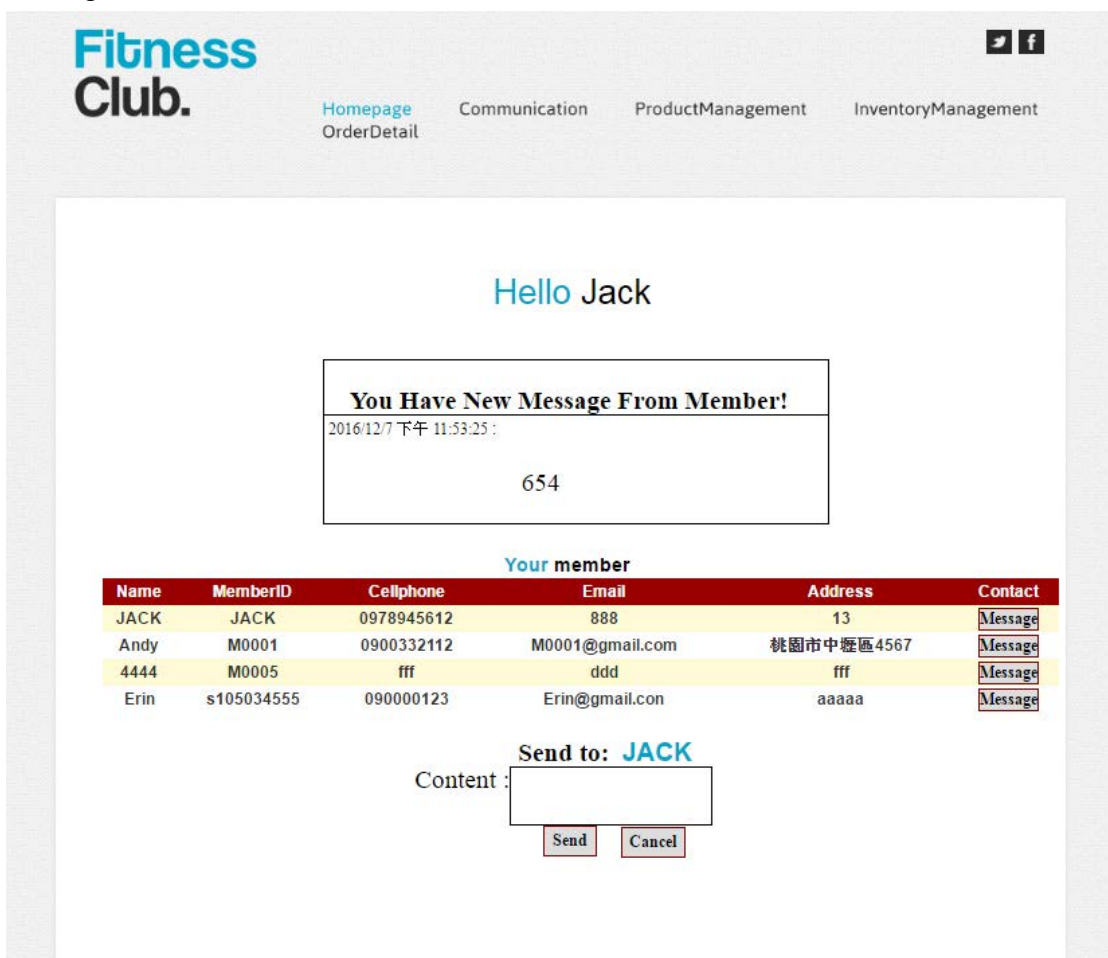 Fitness
Club.
Homepage Communication ProductManagement InventoryManagement
OrderDetail
Hello Jack
You Have New Message From Member!
2016/12/7 下午 11:53:25 :
654
Your member
Name MemberID Cellphone Email Address Contact
JACK JACK 0978945612 888 13 Message
Andy M0001 0900332112 M0001@gmail.com 桃園市中壢區4567 Message
4444 M0005 fff ddd fff Message
Erin s105034555 090000123 Erin@gmail.con aaaaa Message
Send to: JACK
Content :
Send Cancel